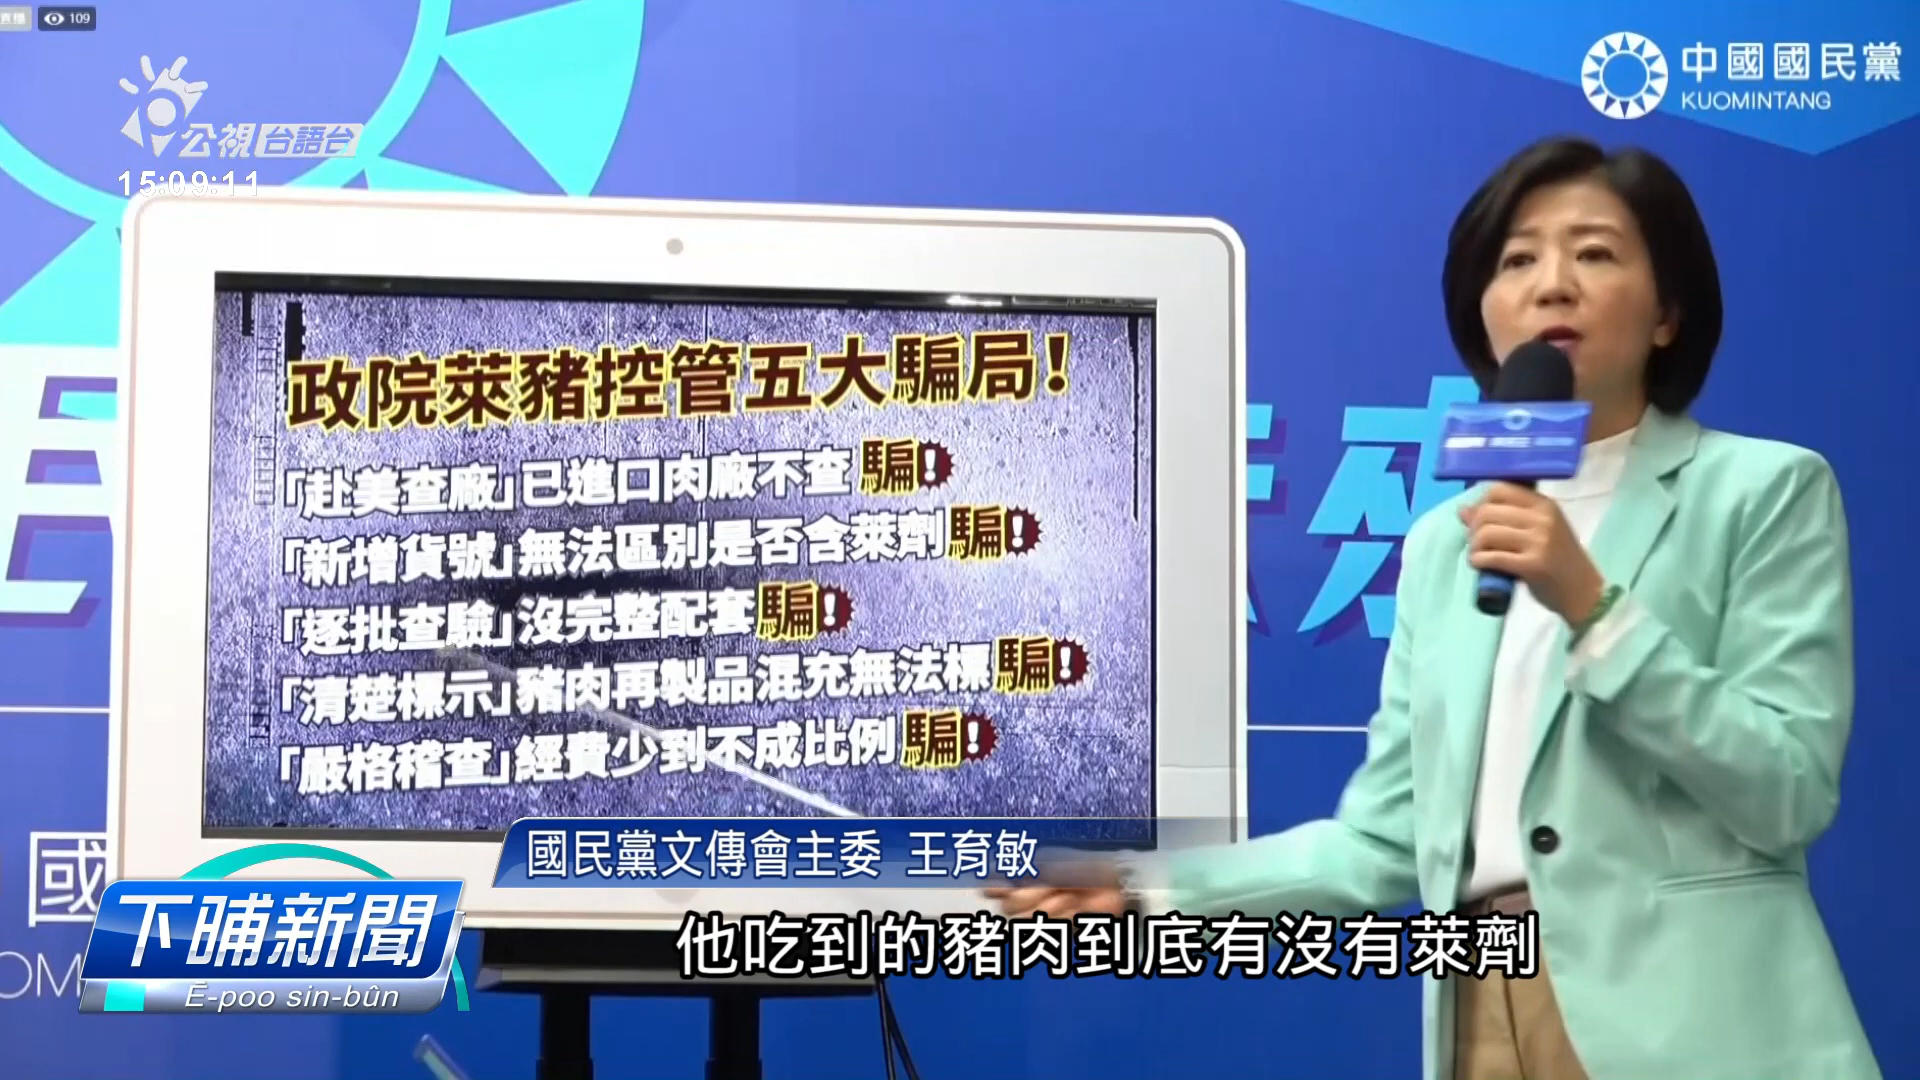 直播 109
中國國民黨
KUOMINTANG
公視台語台
15:09:11
政院萊豬控管五大騙局!
「赴美查廠」已進口肉廠不查騙!
「新增貨號」無法區別是否含萊劑騙!
「逐批查驗」沒完整配套騙!
「清楚標示」豬肉再製品混充無法標騙!
「嚴格稽查」經費少到不成比例騙!
國民黨文傳會主委 王育敏
國
下晡新聞
Ē-poo sin-bûn
他吃到的豬肉到底有沒有萊劑